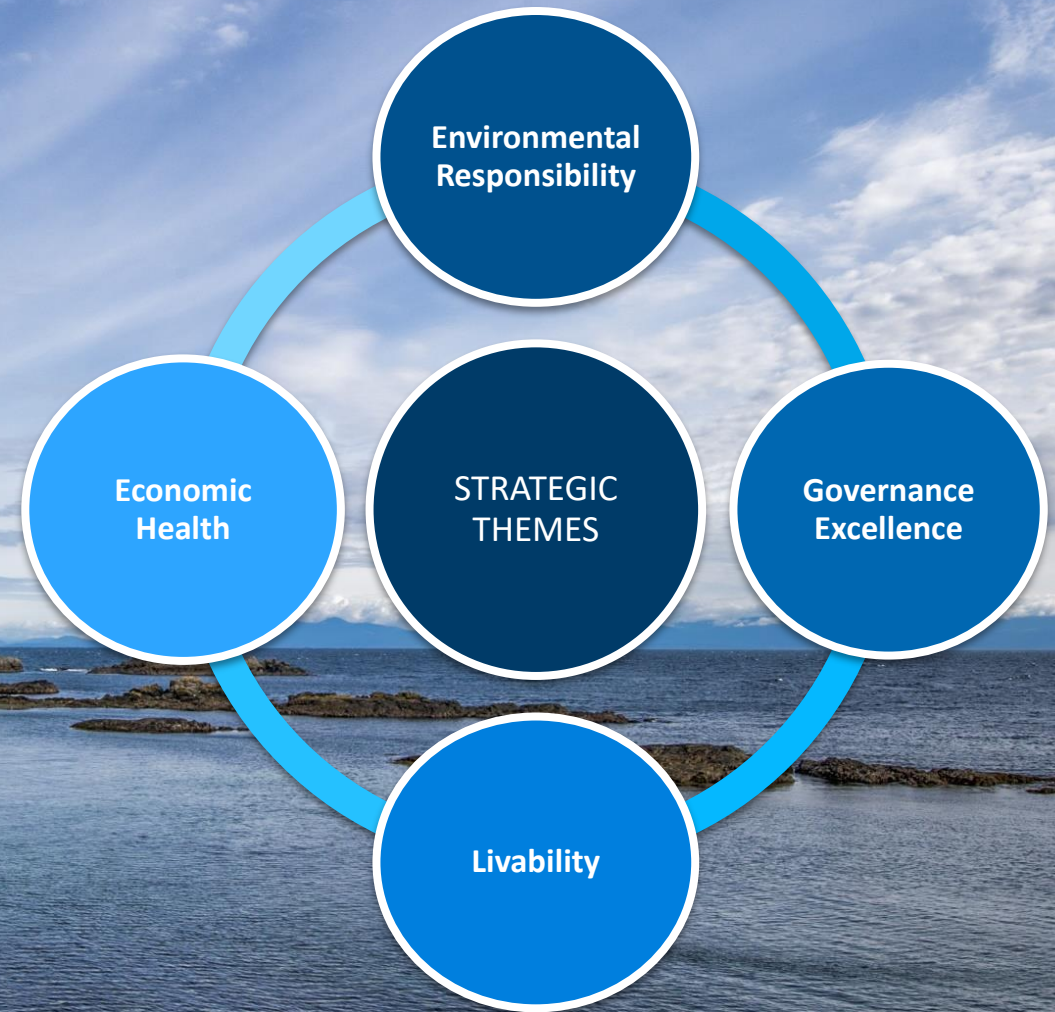 Environmental
Responsibility
Economic
Health
STRATEGIC
THEMES
Governance
Excellence
Livability